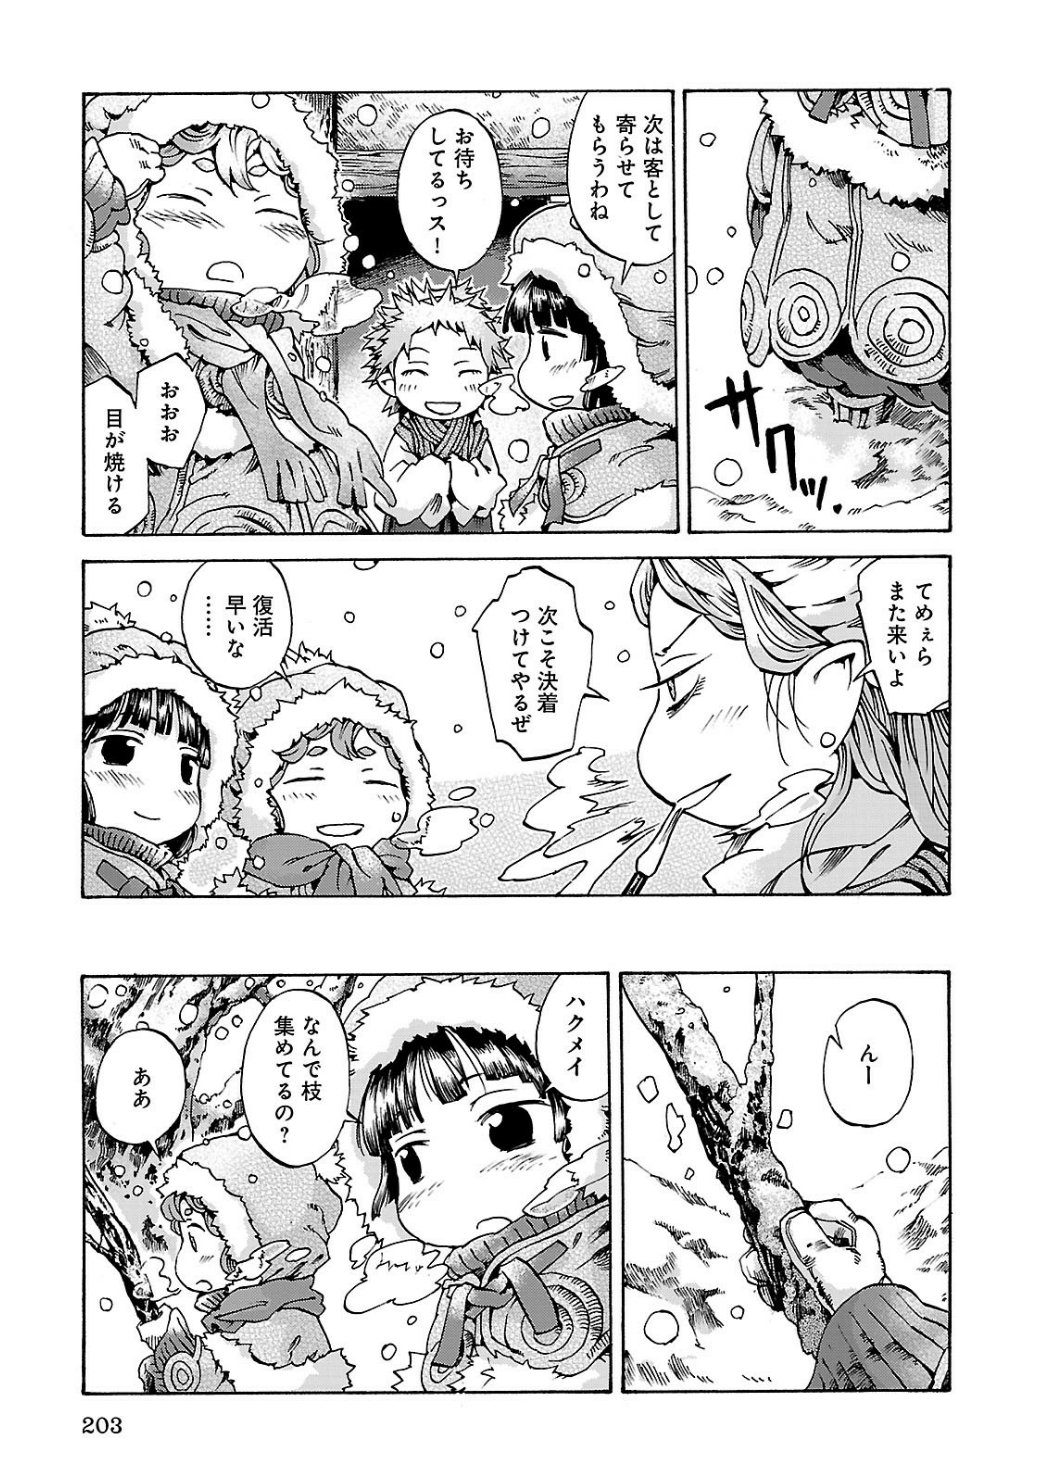 ザクッ
次は客として
寄らせて
もらうわね
お待ち
してるっス！
おおお
目が焼ける
てめぇら
また来いよ
次こそ決着
つけてやるぜ
復活
早いな
……
んー
ハクメイ
なんで枝
集めてるの？
ああ
203